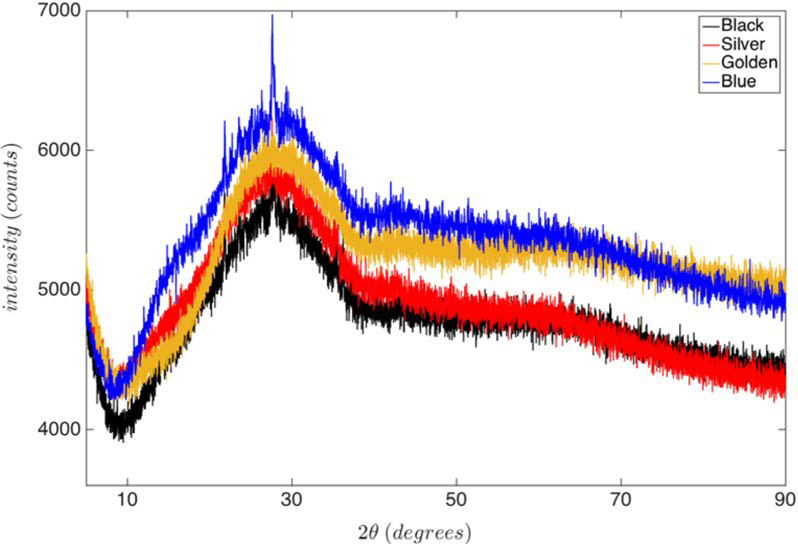 7000
6000
5000
4000
intensity (counts)
Black
Silver
Golden
Blue
10
30
50
70
90
2θ (degrees)